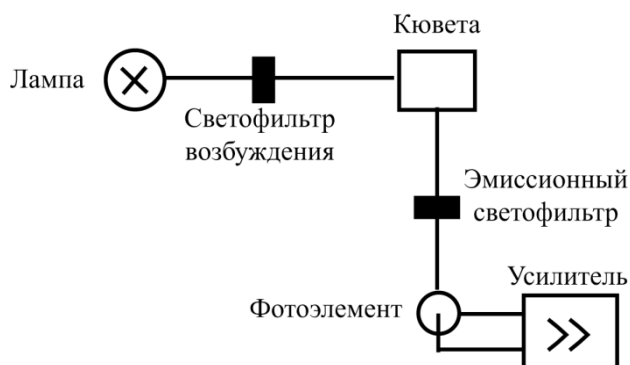 Кювета
Лампа
Светофильтр
возбуждения
Эмиссионный
светофильтр
Усилитель
Фотоэлемент